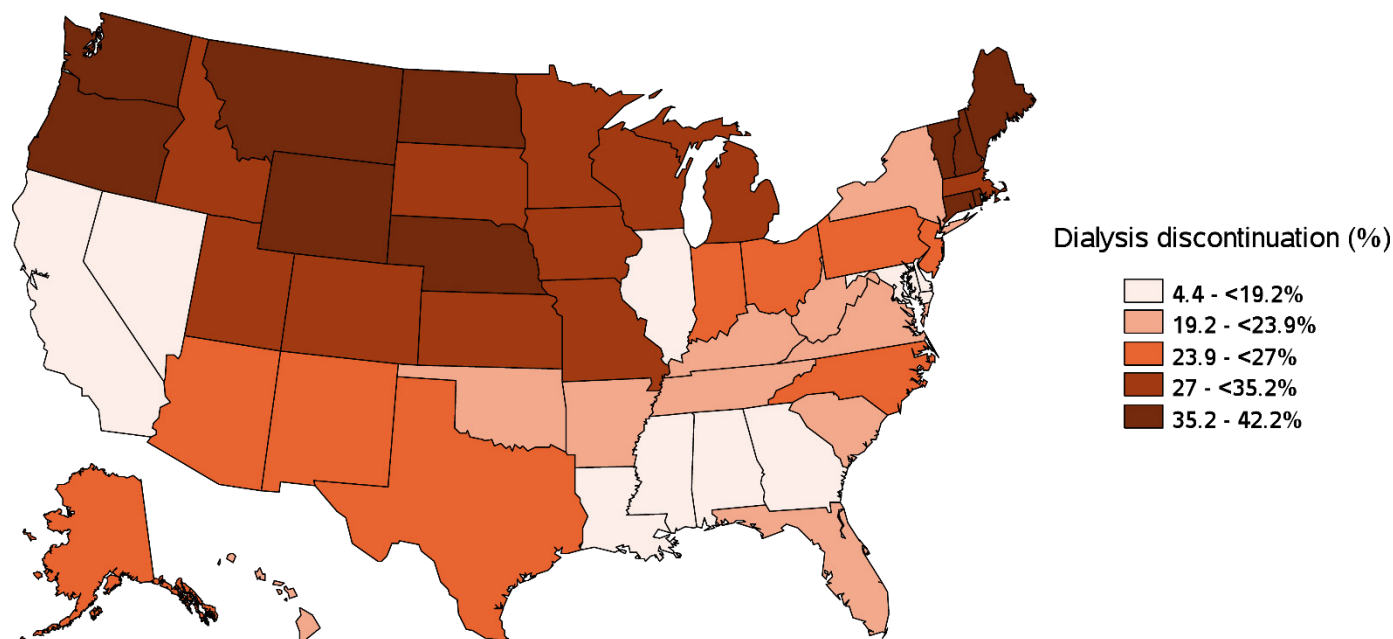 Dialysis discontinuation (%)
4.4 - <19.2%
19.2 - <23.9%
23.9 - <27%
27 - <35.2%
35.2 - 42.2%